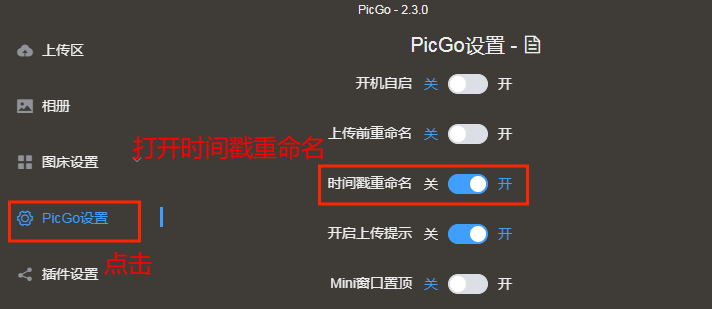 PicGo - 2.3.0
PicGo设置 -
上传区
相册
图床设置
PicGo设置
插件设置
点击
打开时间戳重命名
开机自启 关 开
上传前重命名 关 开
时间戳重命名 关 开
开启上传提示 关 开
Mini窗口置顶 关 开